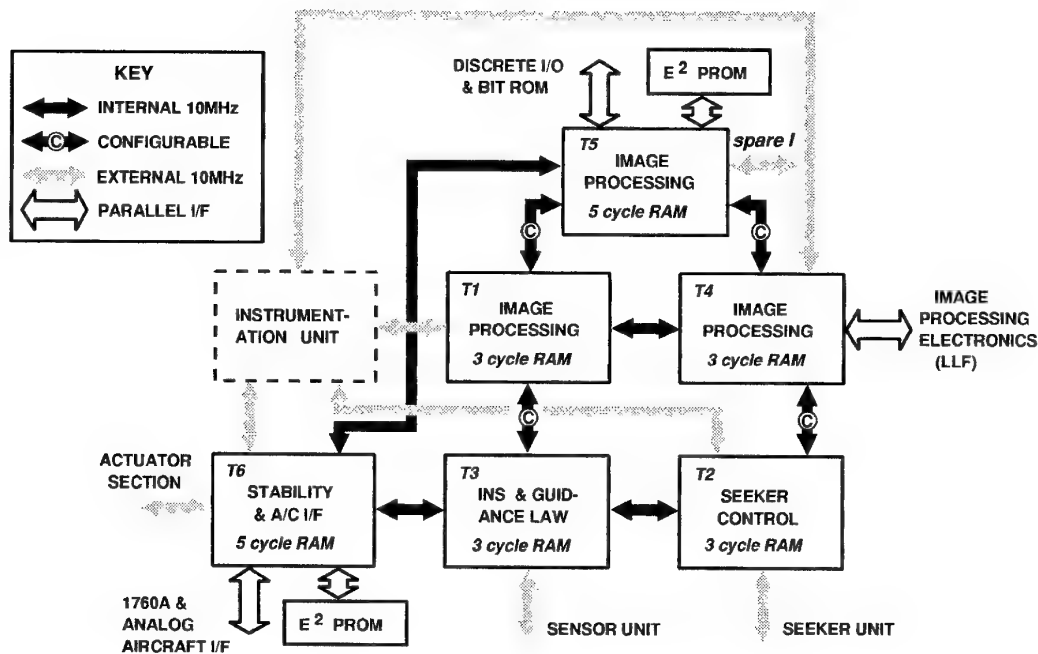 KEY
INTERNAL 10MHz
C
CONFIGURABLE
EXTERNAL 10MHz
PARALLEL I/F
DISCRETE I/O
& BIT ROM
E² PROM
spare I
T5
IMAGE
PROCESSING
5 cycle RAM
C
C
INSTRUMENT-
ATION UNIT
T1
IMAGE
PROCESSING
3 cycle RAM
T4
IMAGE
PROCESSING
3 cycle RAM
IMAGE
PROCESSING
ELECTRONICS
(LLF)
C
C
ACTUATOR
SECTION
T6
STABILITY
& A/C I/F
5 cycle RAM
T3
INS & GUID-
ANCE LAW
3 cycle RAM
T2
SEEKER
CONTROL
3 cycle RAM
1760A &
ANALOG
AIRCRAFT I/F
E² PROM
SENSOR UNIT
SEEKER UNIT